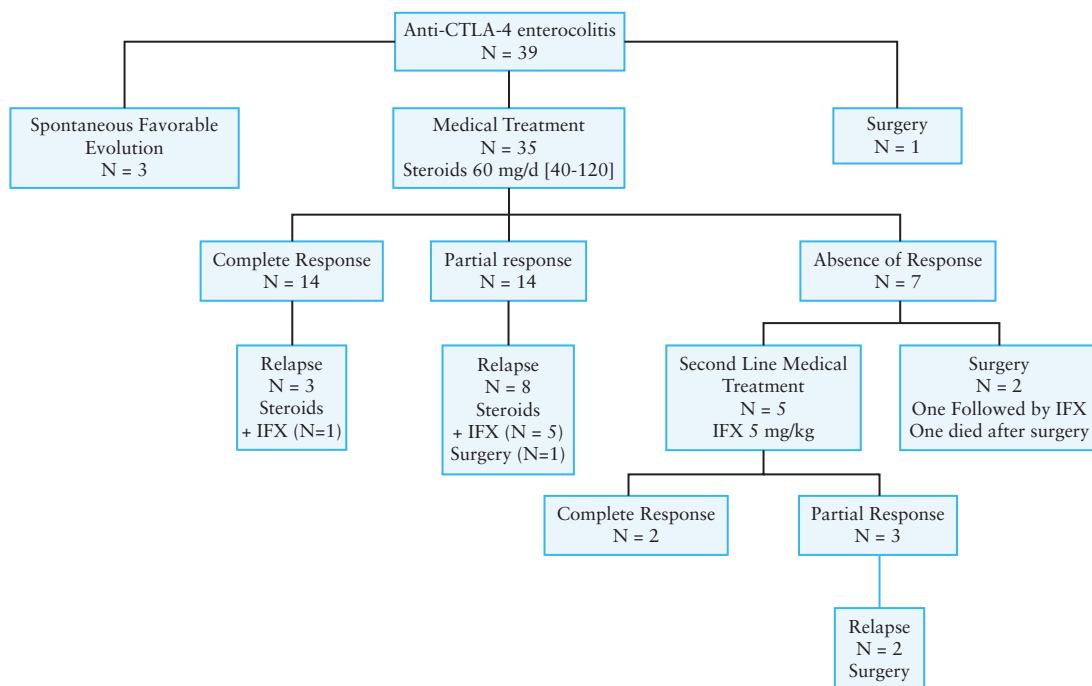 Anti-CTLA-4 enterocolitis
N = 39
Spontaneous Favorable
Evolution
N = 3
Medical Treatment
N = 35
Steroids 60 mg/d [40-120]
Surgery
N = 1
Complete Response
N = 14
Partial response
N = 14
Absence of Response
N = 7
Relapse
N = 3
Steroids
+ IFX (N=1)
Relapse
N = 8
Steroids
+ IFX (N = 5)
Surgery (N=1)
Second Line Medical
Treatment
N = 5
IFX 5 mg/kg
Surgery
N = 2
One Followed by IFX
One died after surgery
Complete Response
N = 2
Partial Response
N = 3
Relapse
N = 2
Surgery